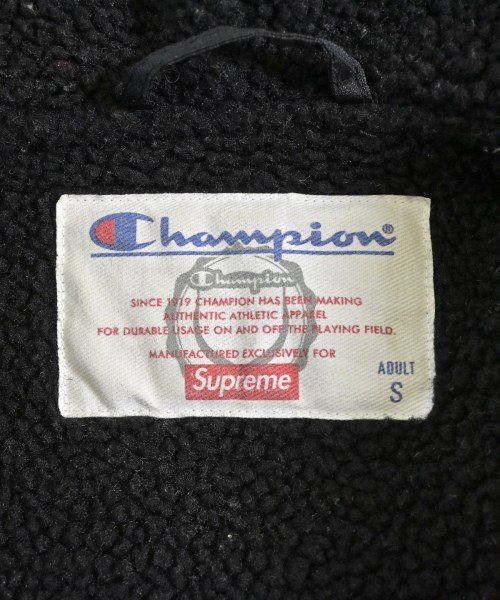 Champion®
Champion
SINCE 1919 CHAMPION HAS BEEN MAKING
AUTHENTIC ATHLETIC APPAREL
FOR DURABLE USAGE ON AND OFF THE PLAYING FIELD.
MANUFACTURED EXCLUSIVELY FOR
Supreme
ADULT
S